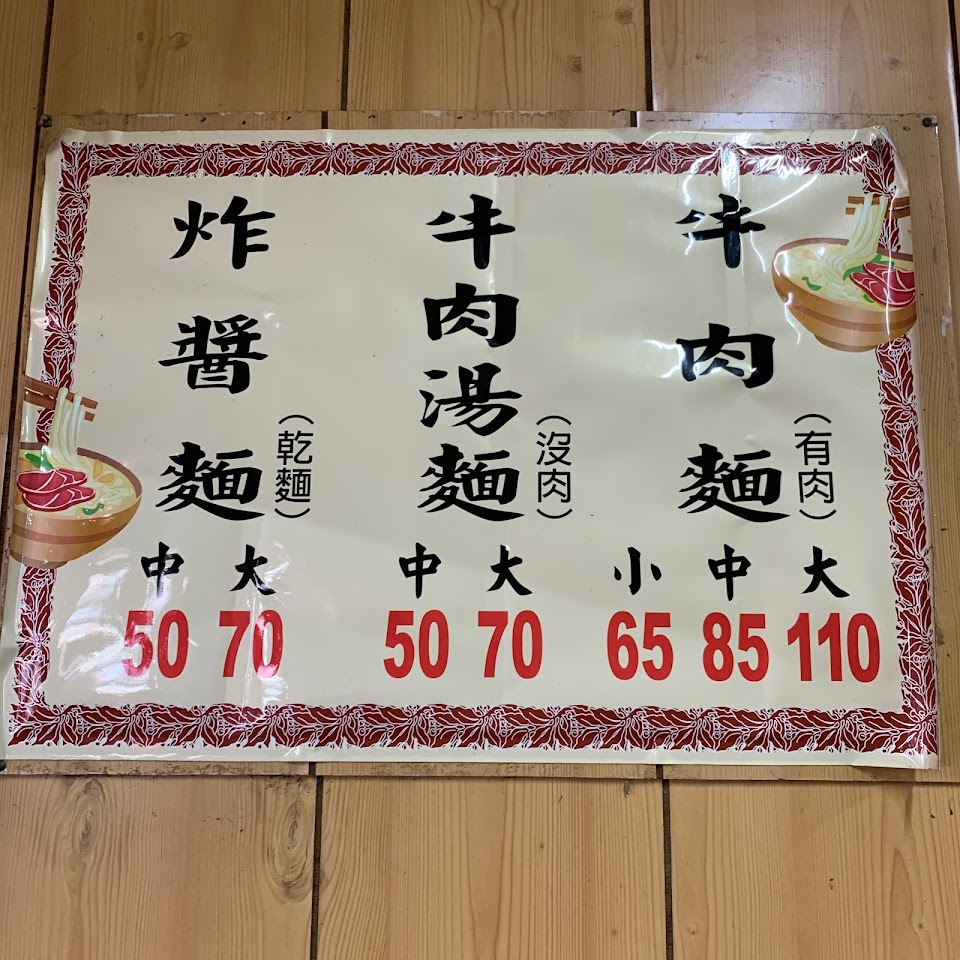 牛肉麵（有肉）
小 中 大
65 85 110
牛肉湯麵（沒肉）
中 大
50 70
炸醬麵（乾麵）
中 大
50 70